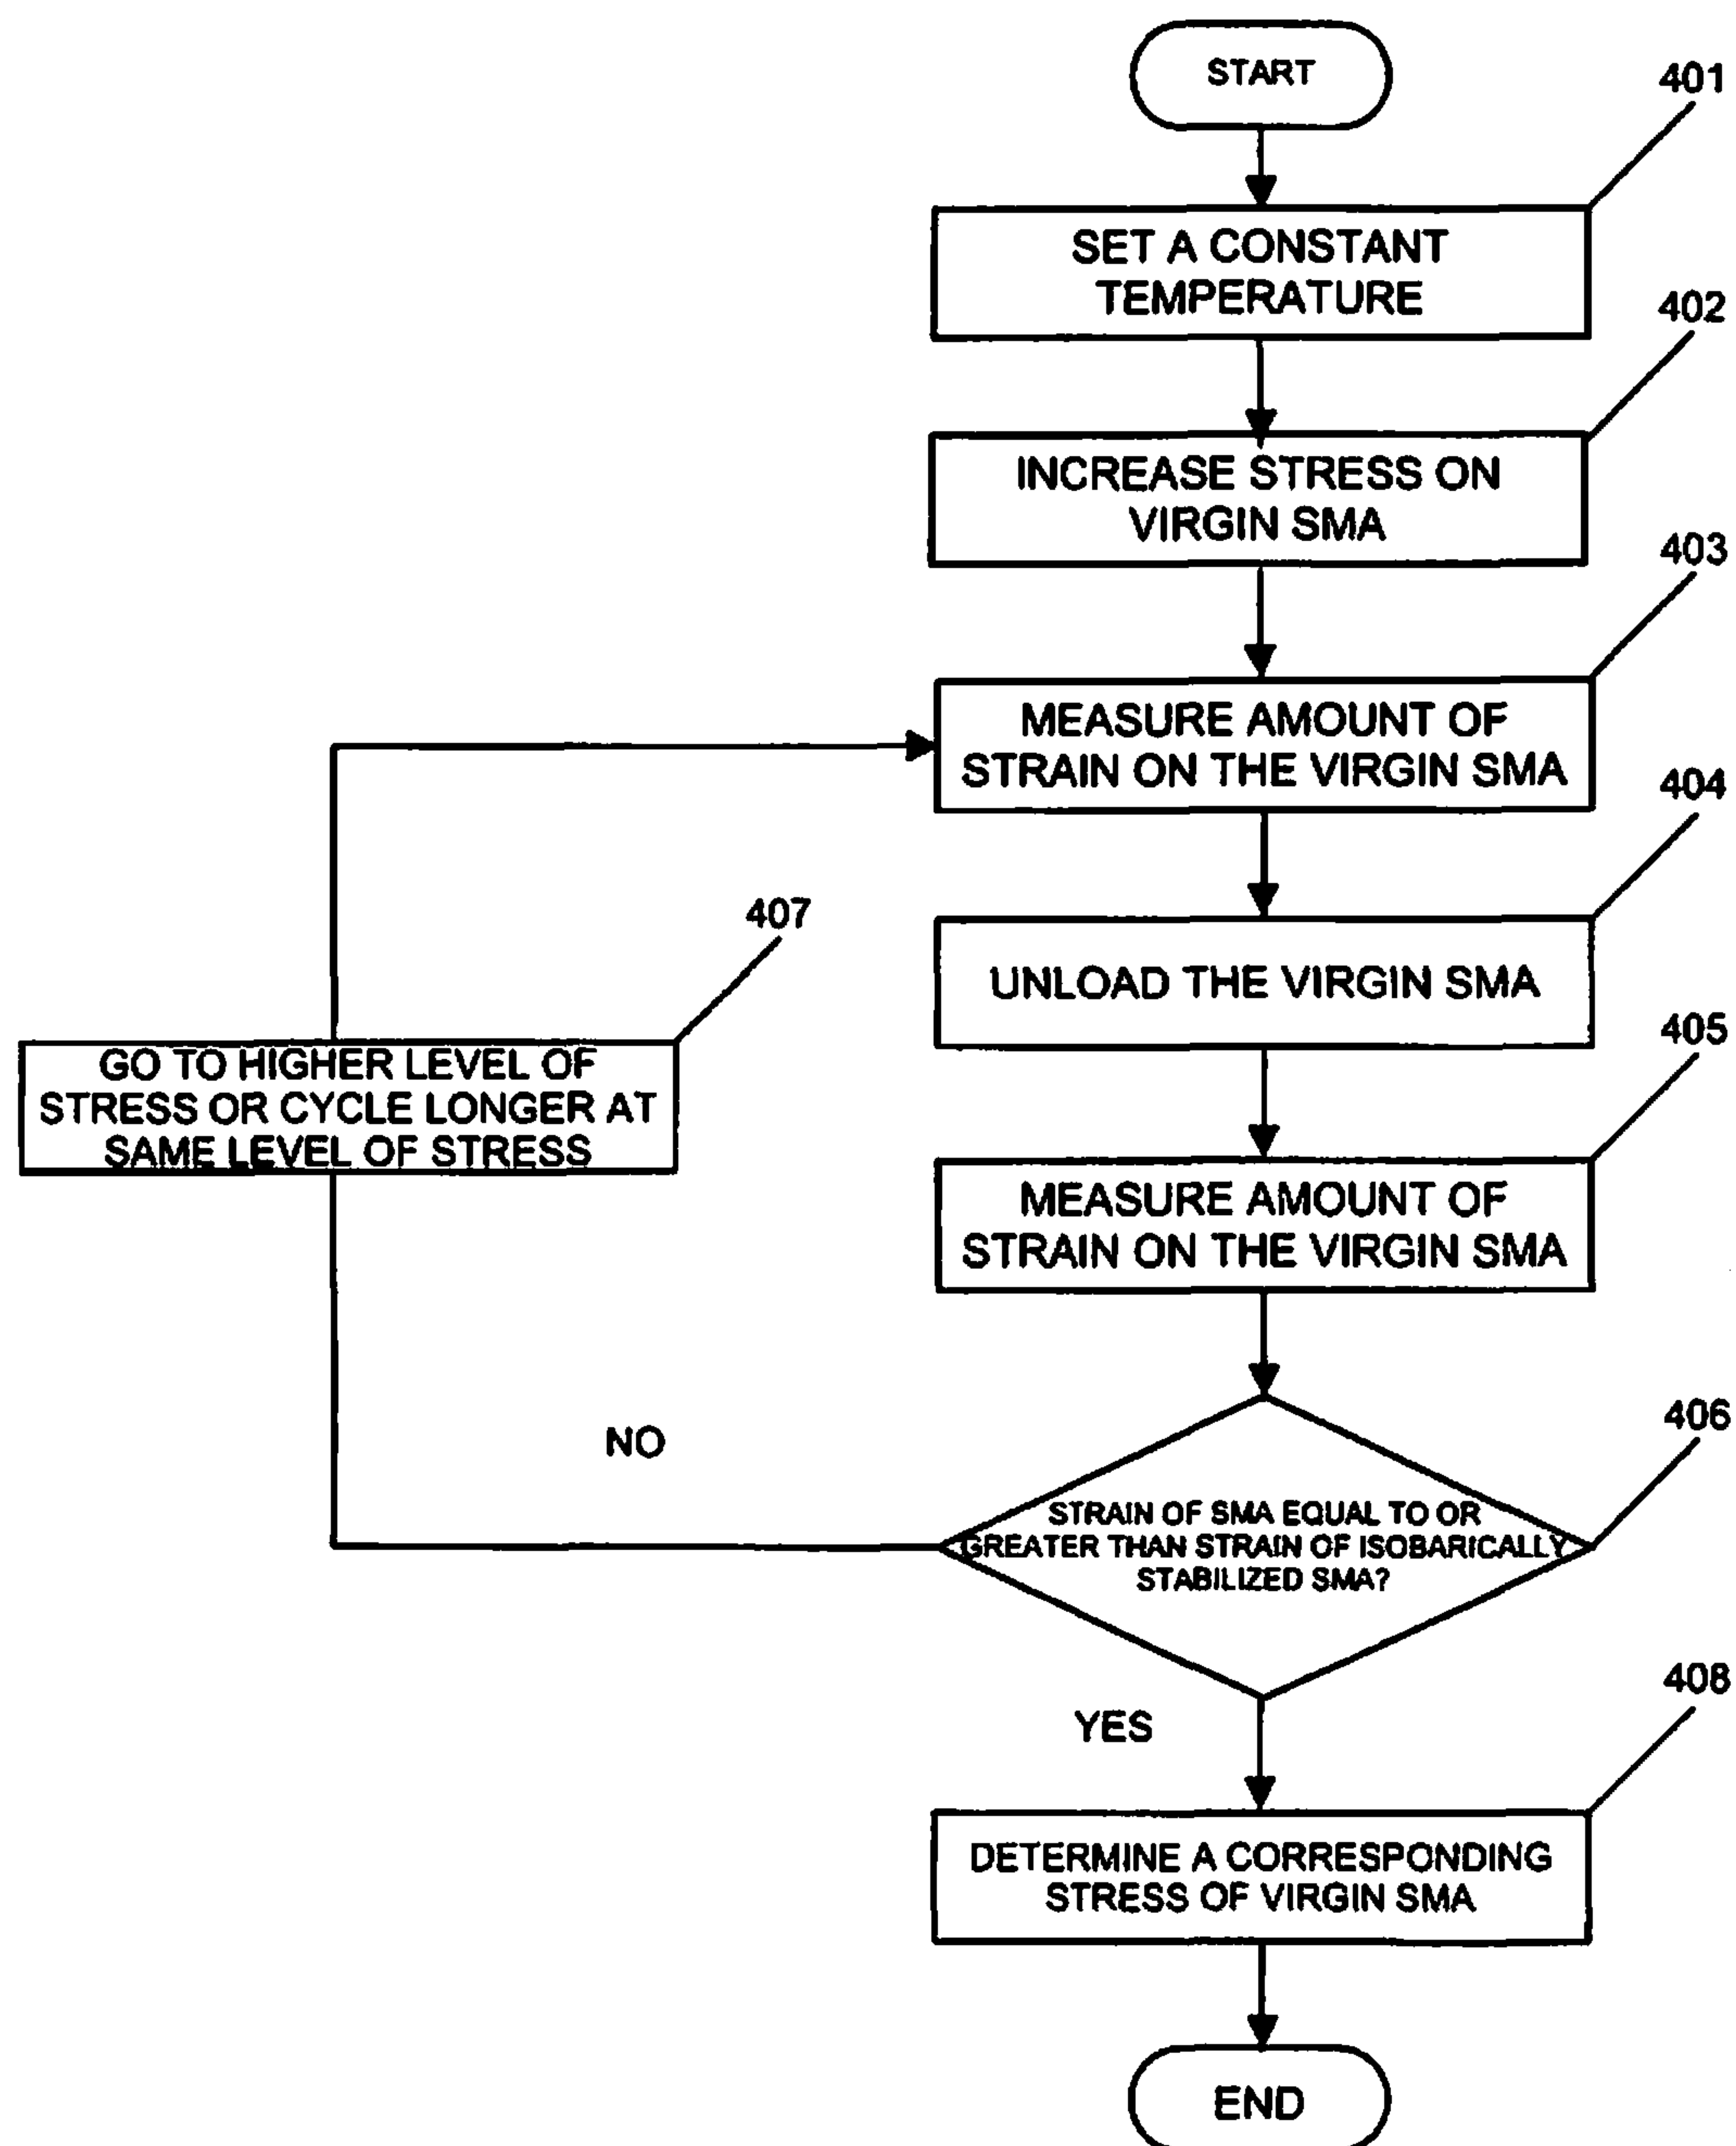 START
401
SET A CONSTANT
TEMPERATURE
402
INCREASE STRESS ON
VIRGIN SMA
403
MEASURE AMOUNT OF
STRAIN ON THE VIRGIN SMA
404
UNLOAD THE VIRGIN SMA
405
MEASURE AMOUNT OF
STRAIN ON THE VIRGIN SMA
406
STRAIN OF SMA EQUAL TO OR
GREATER THAN STRAIN OF ISOBARICALLY
STABILIZED SMA?
NO
407
GO TO HIGHER LEVEL OF
STRESS OR CYCLE LONGER AT
SAME LEVEL OF STRESS
YES
408
DETERMINE A CORRESPONDING
STRESS OF VIRGIN SMA
END